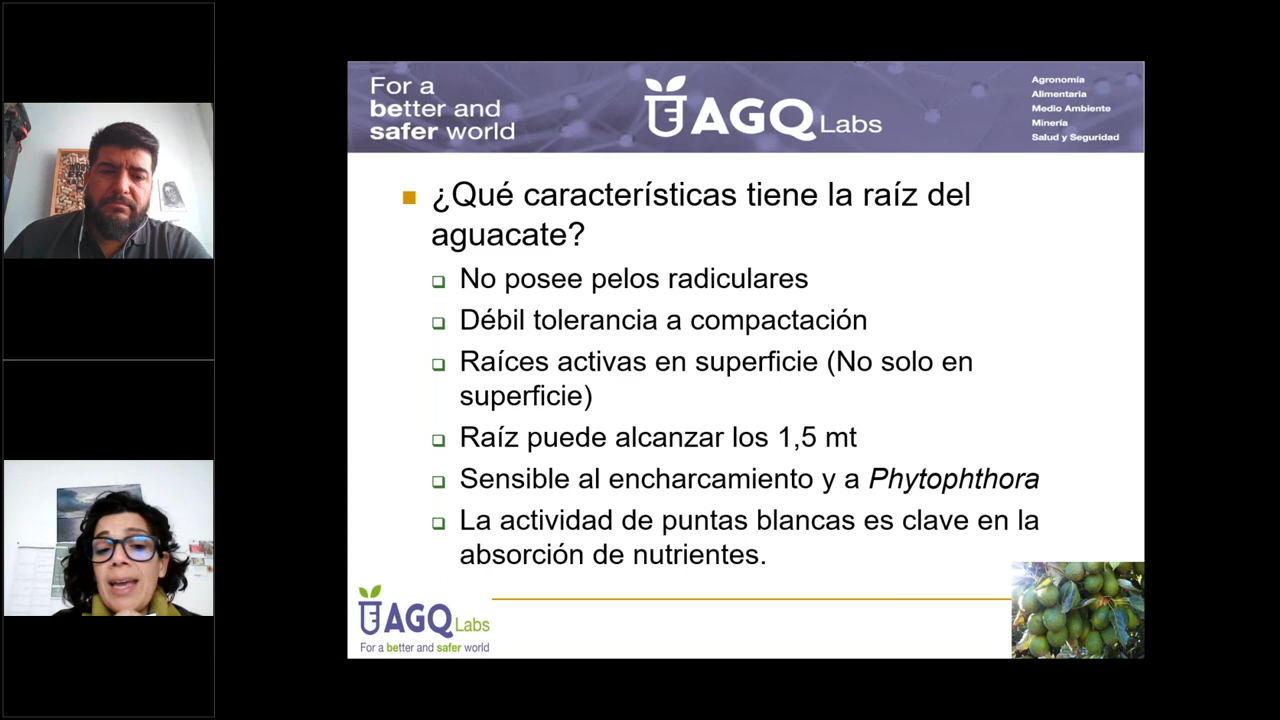 For a
better and
safer world
AGQ Labs
Agronomía
Alimentaria
Medio Ambiente
Minería
Salud y Seguridad
¿Qué características tiene la raíz del
aguacate?
No posee pelos radiculares
Débil tolerancia a compactación
Raíces activas en superficie (No solo en
superficie)
Raíz puede alcanzar los 1,5 mt
Sensible al encharcamiento y a Phytophthora
La actividad de puntas blancas es clave en la
absorción de nutrientes.
AGQ Labs
For a better and safer world